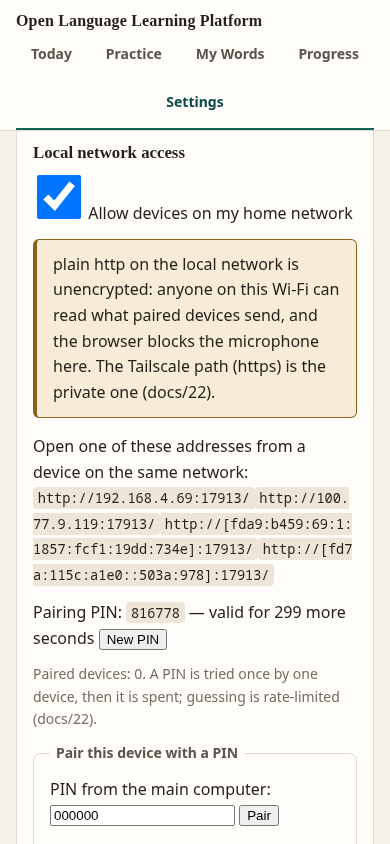 Open Language Learning Platform
Today Practice My Words Progress
Settings
Local network access
Allow devices on my home network
plain http on the local network is
unencrypted: anyone on this Wi-Fi can
read what paired devices send, and
the browser blocks the microphone
here. The Tailscale path (https) is the
private one (docs/22).
Open one of these addresses from a
device on the same network:
http://192.168.4.69:17913/ http://100.
77.9.119:17913/ http://[fda9:b459:69:1:
1857:fcf1:19dd:734e]:17913/ http://[fd7
a:115c:a1e0::503a:978]:17913/
Pairing PIN: 816778 — valid for 299 more
seconds New PIN
Paired devices: 0. A PIN is tried once by one
device, then it is spent; guessing is rate-limited
(docs/22).
Pair this device with a PIN
PIN from the main computer:
000000 Pair